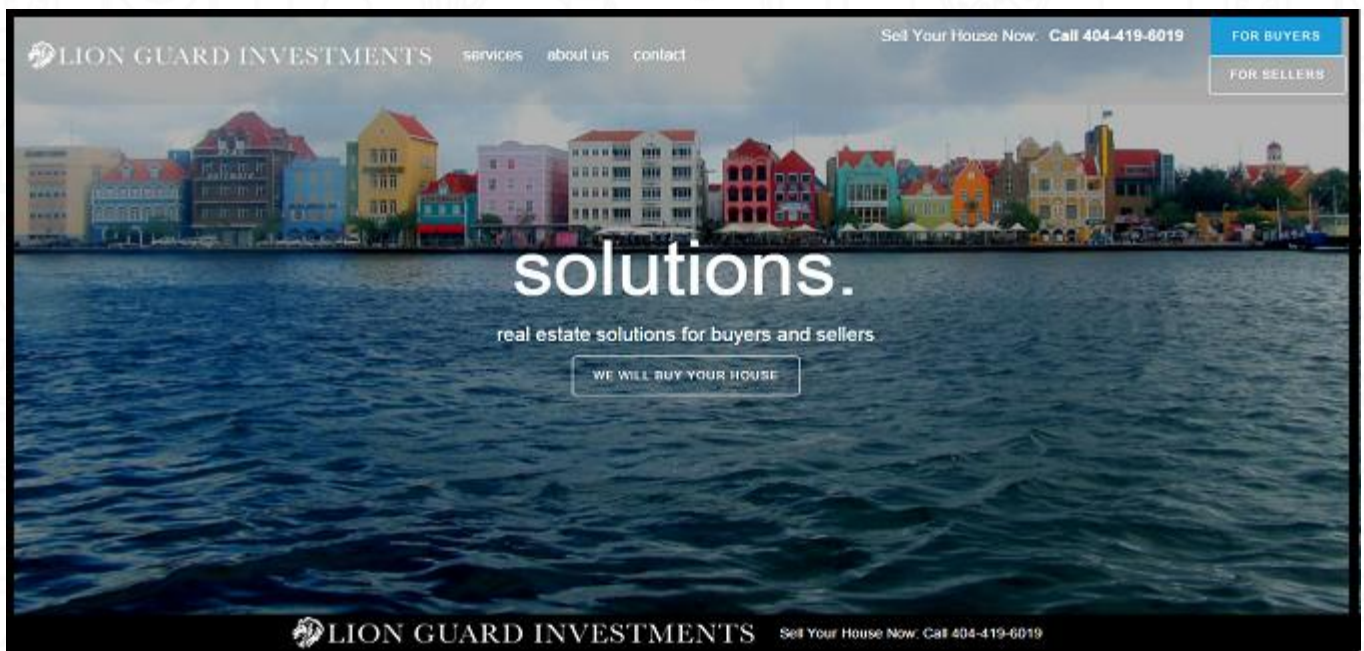 LION GUARD INVESTMENTS
services about us contact
Sell Your House Now: Call 404-419-6019
FOR BUYERS
FOR SELLERS
solutions.
real estate solutions for buyers and sellers
WE WILL BUY YOUR HOUSE
LION GUARD INVESTMENTS
Sell Your House Now: Call 404-419-6019